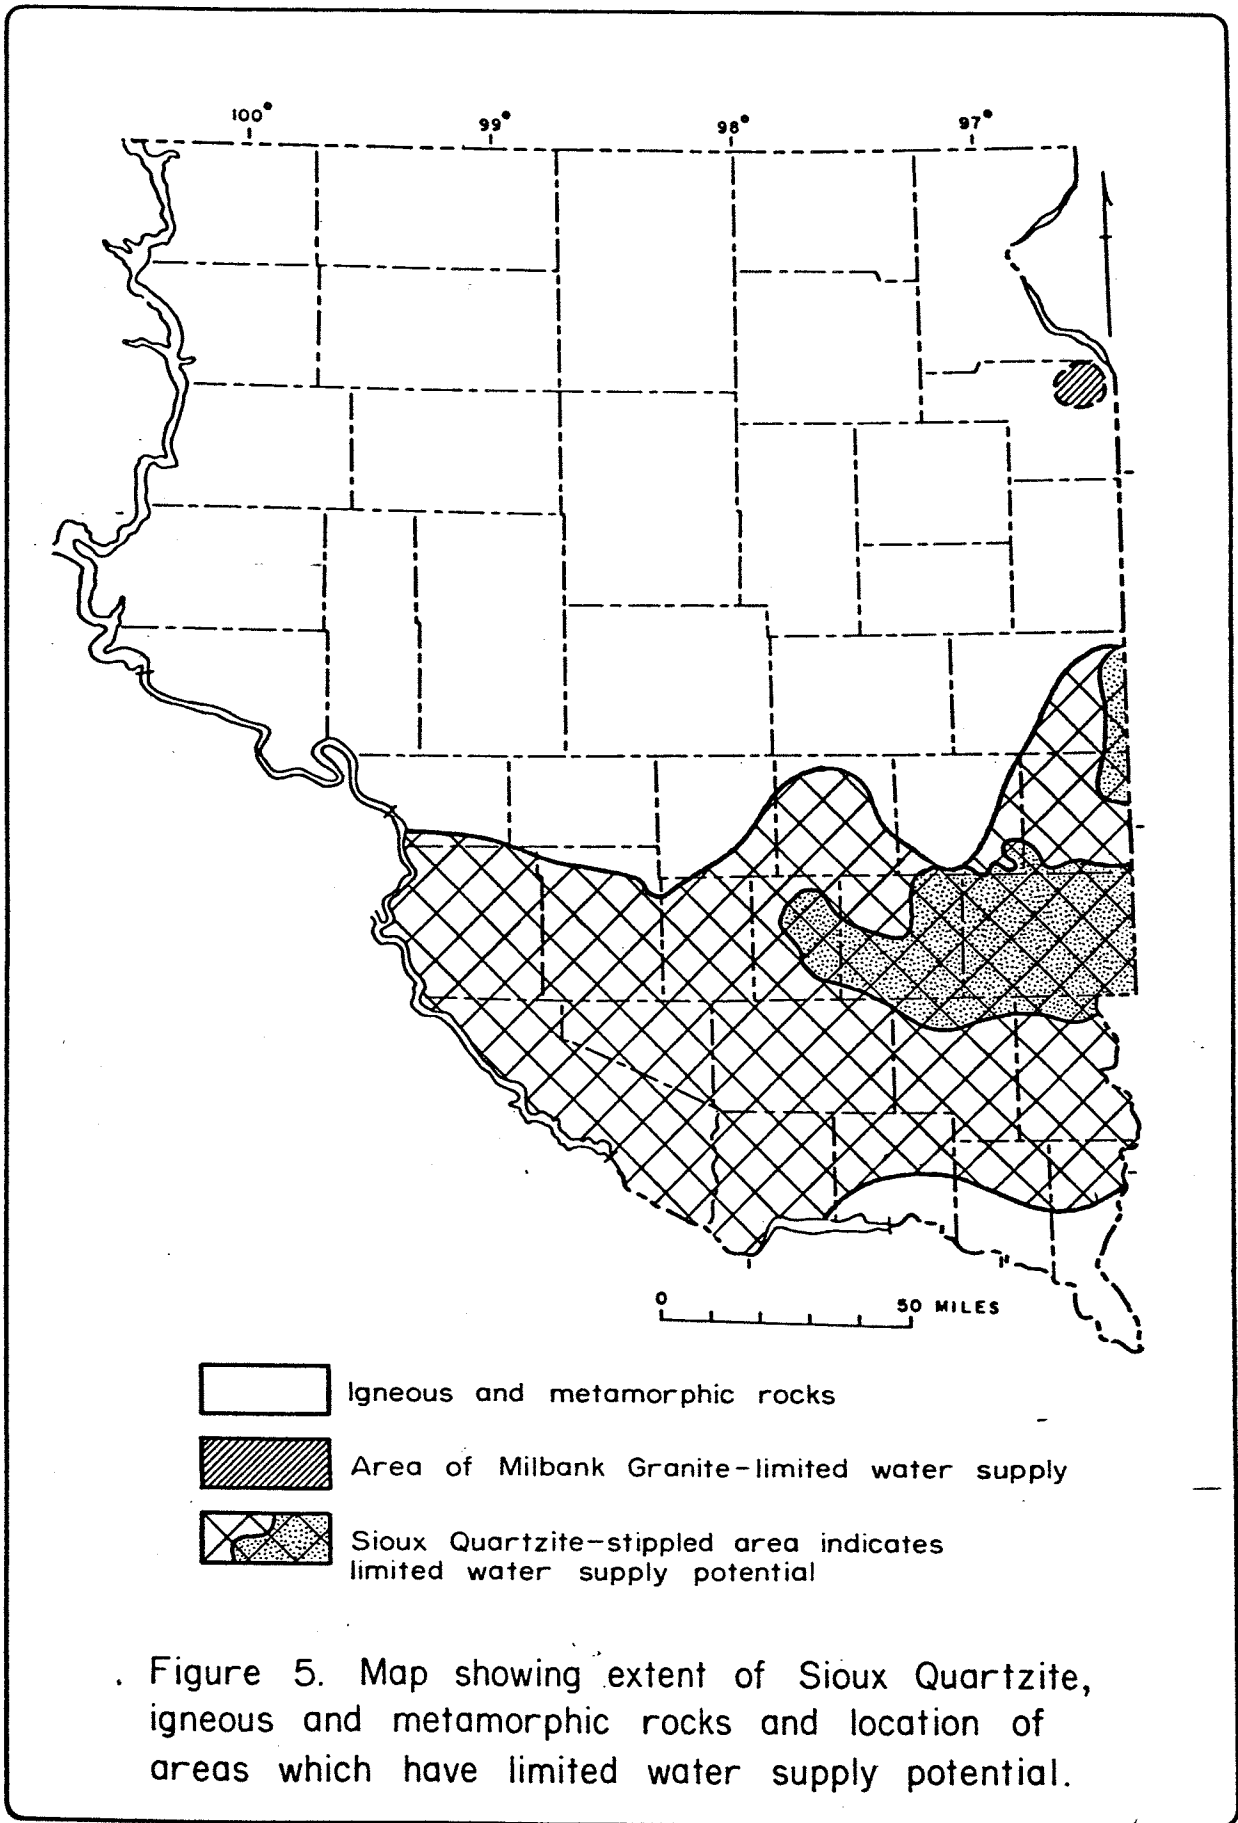 100°
99°
98°
97°
0
50 MILES
Igneous and metamorphic rocks
Area of Milbank Granite-limited water supply
Sioux Quartzite-stippled area indicates
limited water supply potential
Figure 5. Map showing extent of Sioux Quartzite,
igneous and metamorphic rocks and location of
areas which have limited water supply potential.